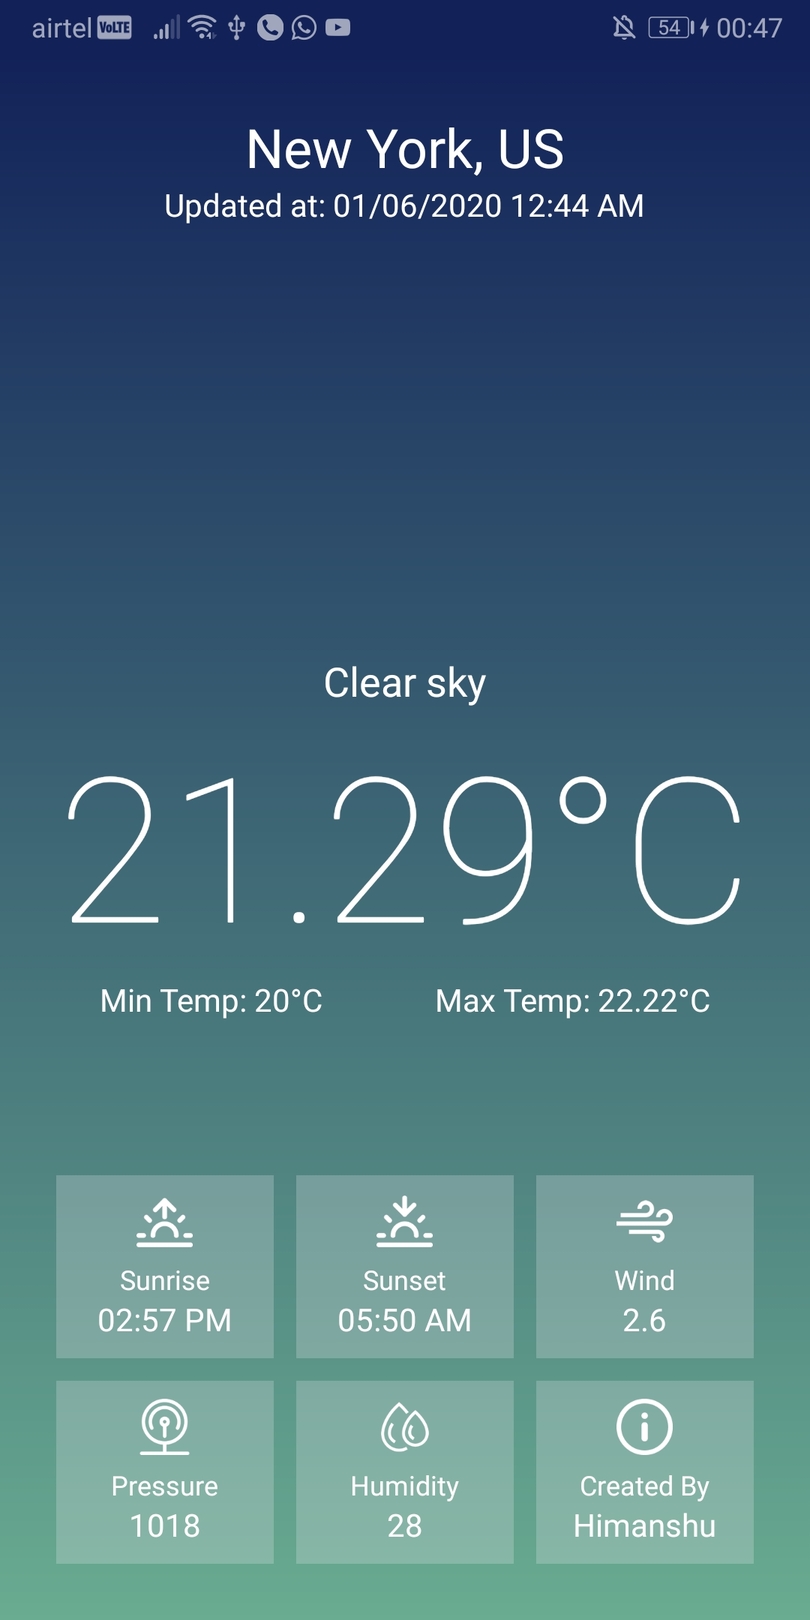 airtel VoLTE 54 00:47
New York, US
Updated at: 01/06/2020 12:44 AM
Clear sky
21.29°C
Min Temp: 20°C Max Temp: 22.22°C
Sunrise
02:57 PM
Sunset
05:50 AM
Wind
2.6
Pressure
1018
Humidity
28
Created By
Himanshu